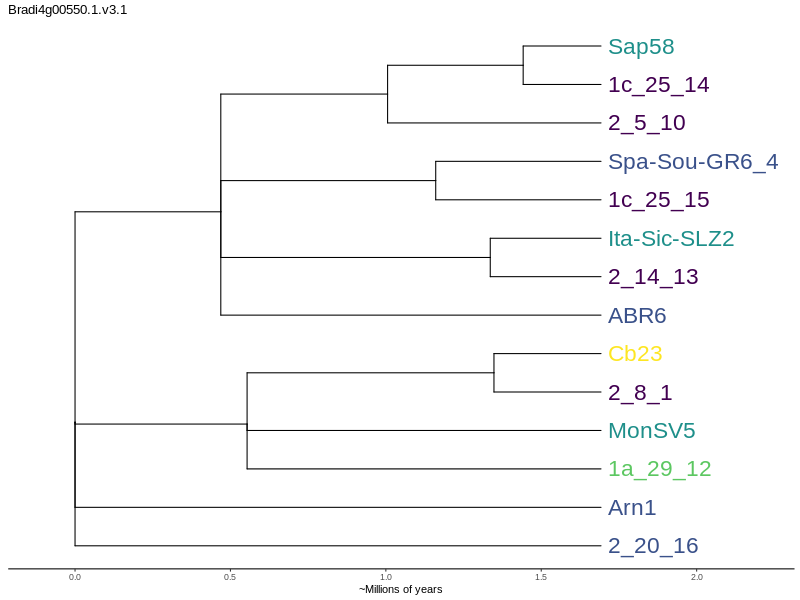 Bradi4g00550.1.v3.1
Sap58
1c_25_14
2_5_10
Spa-Sou-GR6_4
1c_25_15
Ita-Sic-SLZ2
2_14_13
ABR6
Cb23
2_8_1
MonSV5
1a_29_12
Arn1
2_20_16
0.0 0.5 1.0 1.5 2.0
~Millions of years